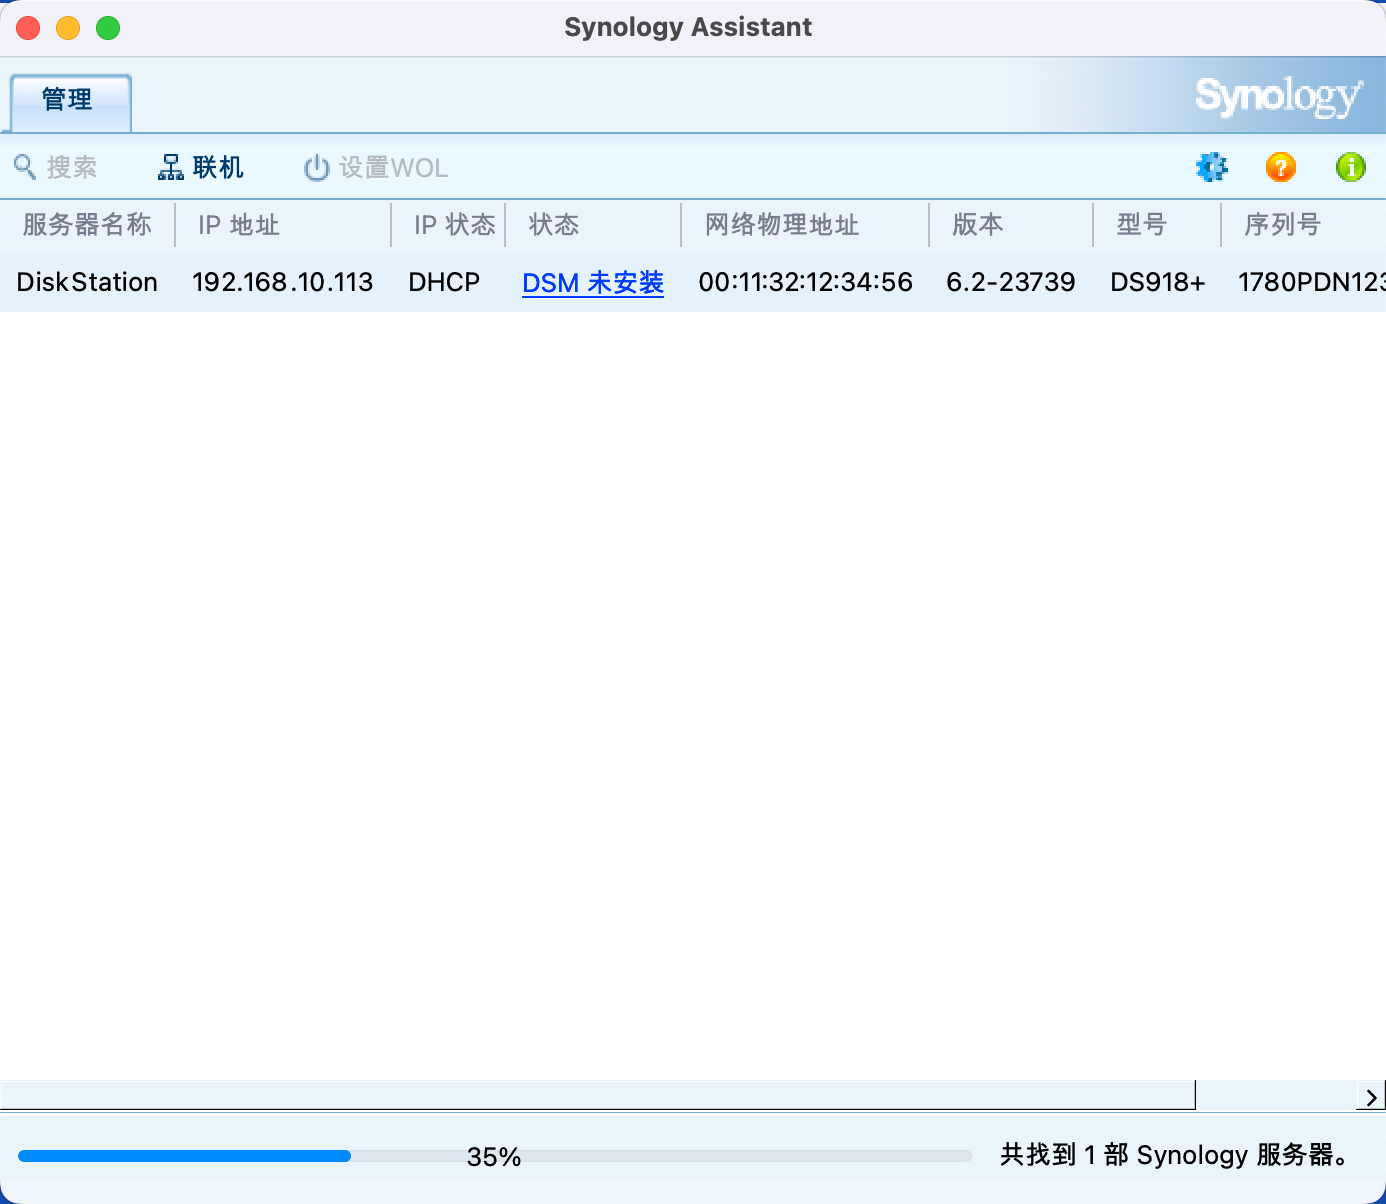 Synology Assistant
管理
Synology
搜索 联机 设置WOL
服务器名称 IP 地址 IP 状态 状态 网络物理地址 版本 型号 序列号
DiskStation 192.168.10.113 DHCP DSM 未安装 00:11:32:12:34:56 6.2-23739 DS918+ 1780PDN123
35% 共找到 1 部 Synology 服务器。